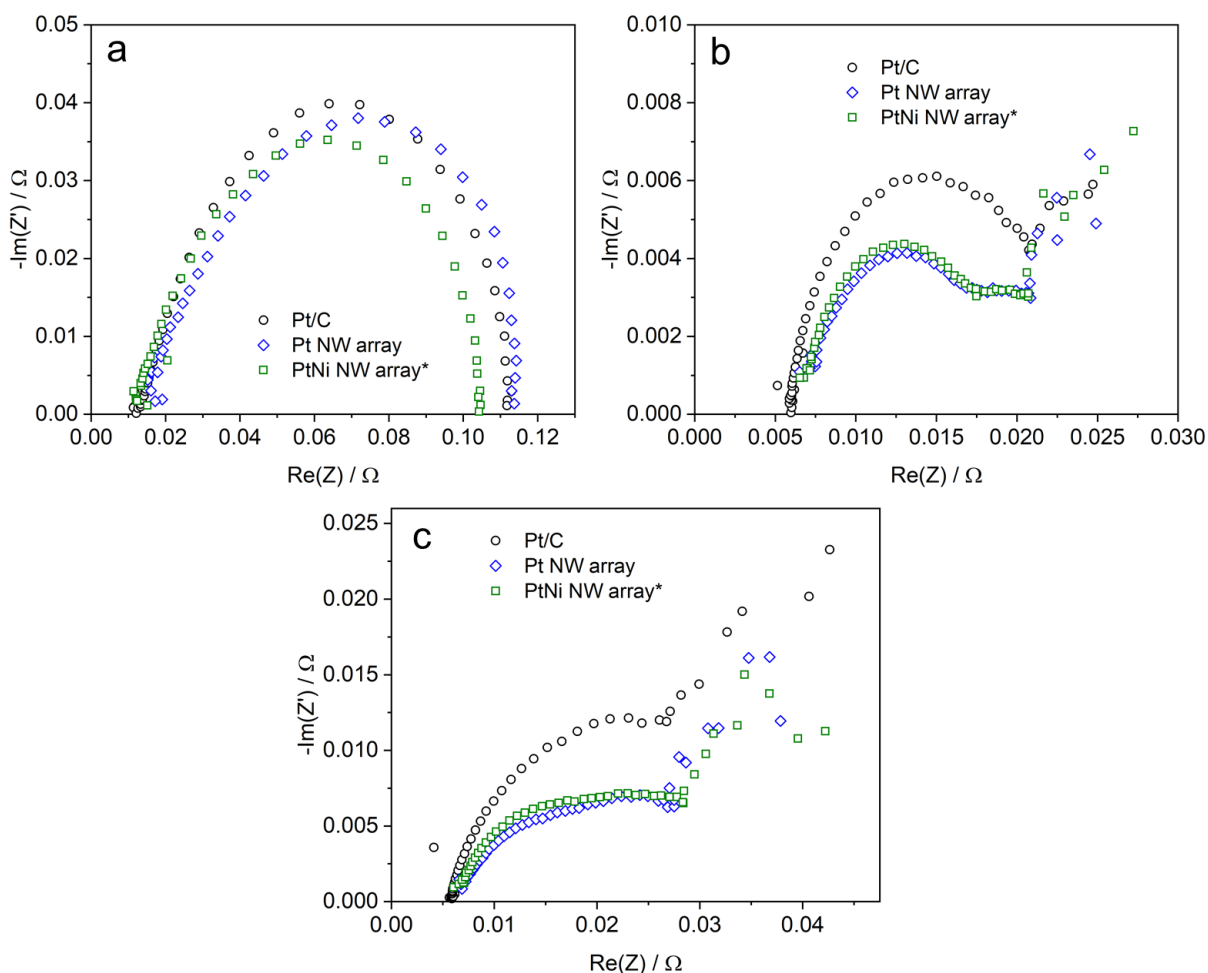 a
0.05
0.04
0.03
0.02
0.01
0.00
-Im(Z') / Ω
Pt/C
Pt NW array
PtNi NW array*
0.00 0.02 0.04 0.06 0.08 0.10 0.12
Re(Z) / Ω
b
0.010
0.008
0.006
0.004
0.002
0.000
-Im(Z') / Ω
Pt/C
Pt NW array
PtNi NW array*
0.000 0.005 0.010 0.015 0.020 0.025 0.030
Re(Z) / Ω
c
0.025
0.020
0.015
0.010
0.005
0.000
-Im(Z') / Ω
Pt/C
Pt NW array
PtNi NW array*
0.00 0.01 0.02 0.03 0.04
Re(Z) / Ω